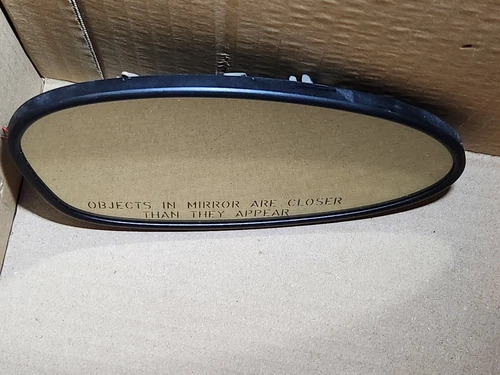 OBJECTS IN MIRROR ARE CLOSER
THAN THEY APPEAR